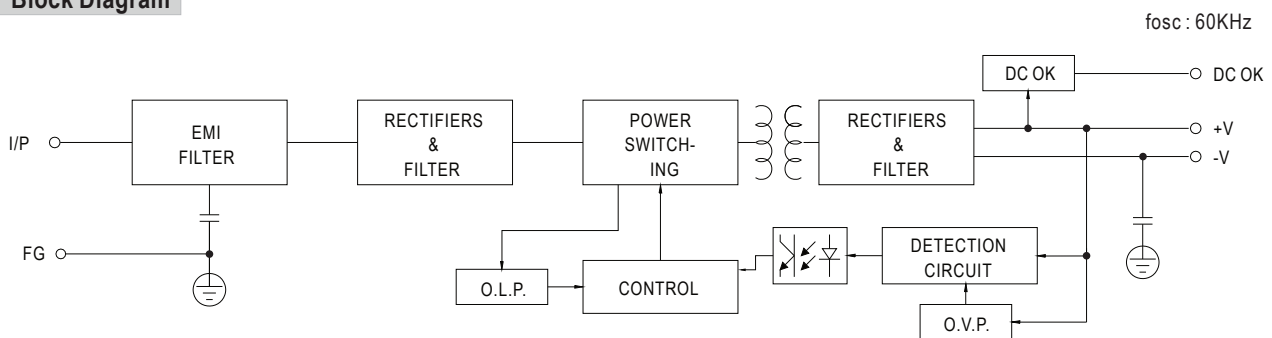 Block Diagram
fosc : 60KHz
DC OK
DC OK
I/P
EMI
FILTER
RECTIFIERS
&
FILTER
POWER
SWITCH-
ING
RECTIFIERS
&
FILTER
+V
-V
FG
O.L.P.
CONTROL
DETECTION
CIRCUIT
O.V.P.